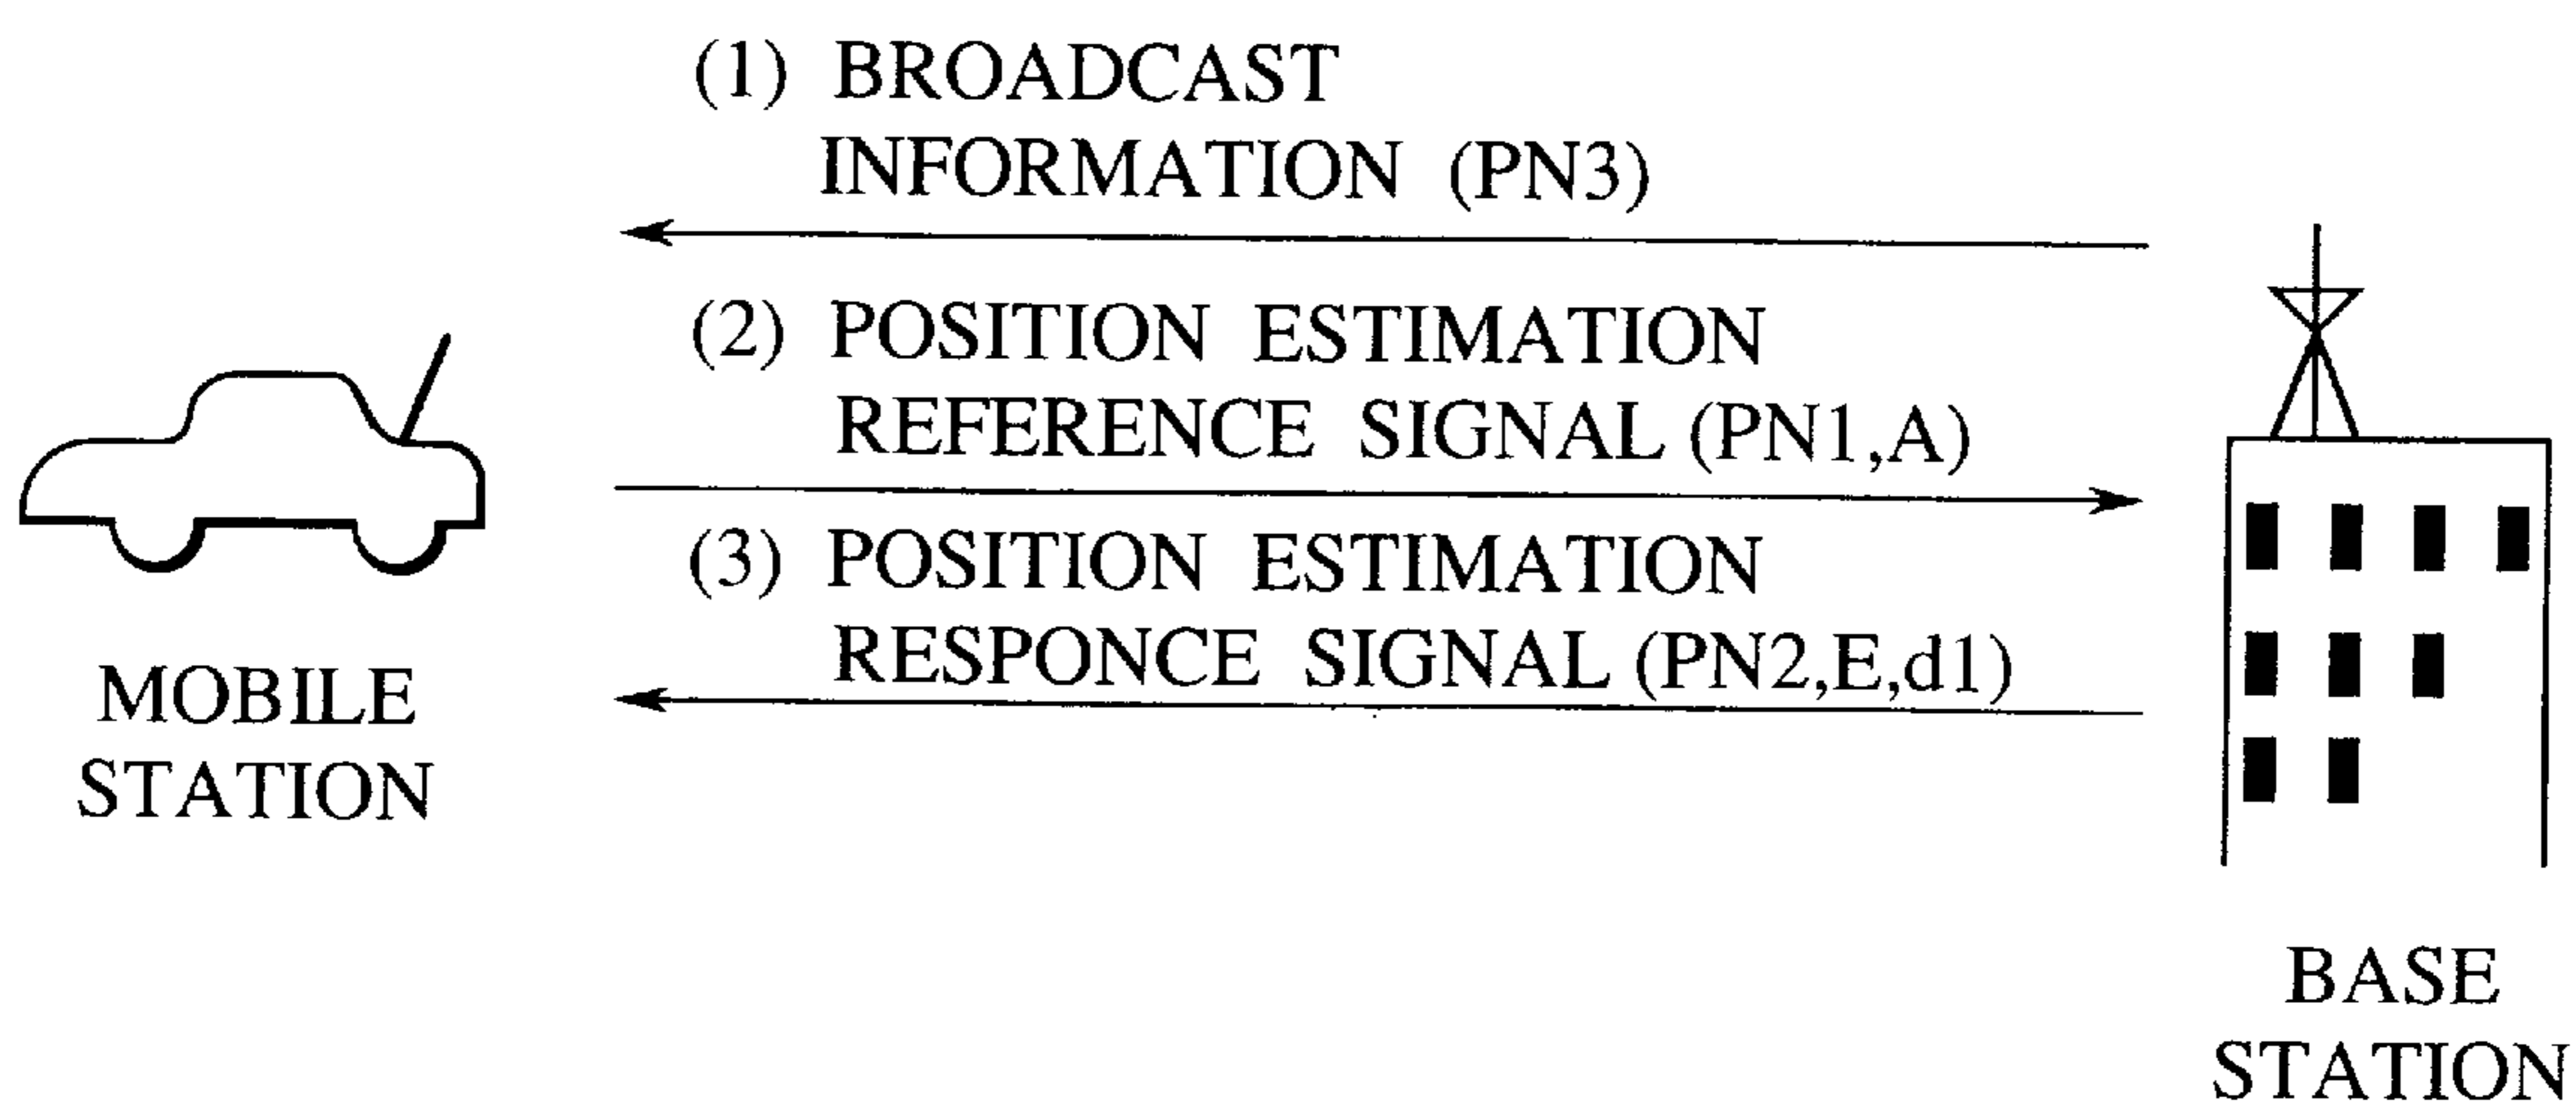 (1) BROADCAST
INFORMATION (PN3)
(2) POSITION ESTIMATION
REFERENCE SIGNAL (PN1,A)
(3) POSITION ESTIMATION
RESPONCE SIGNAL (PN2,E,d1)
MOBILE
STATION
BASE
STATION